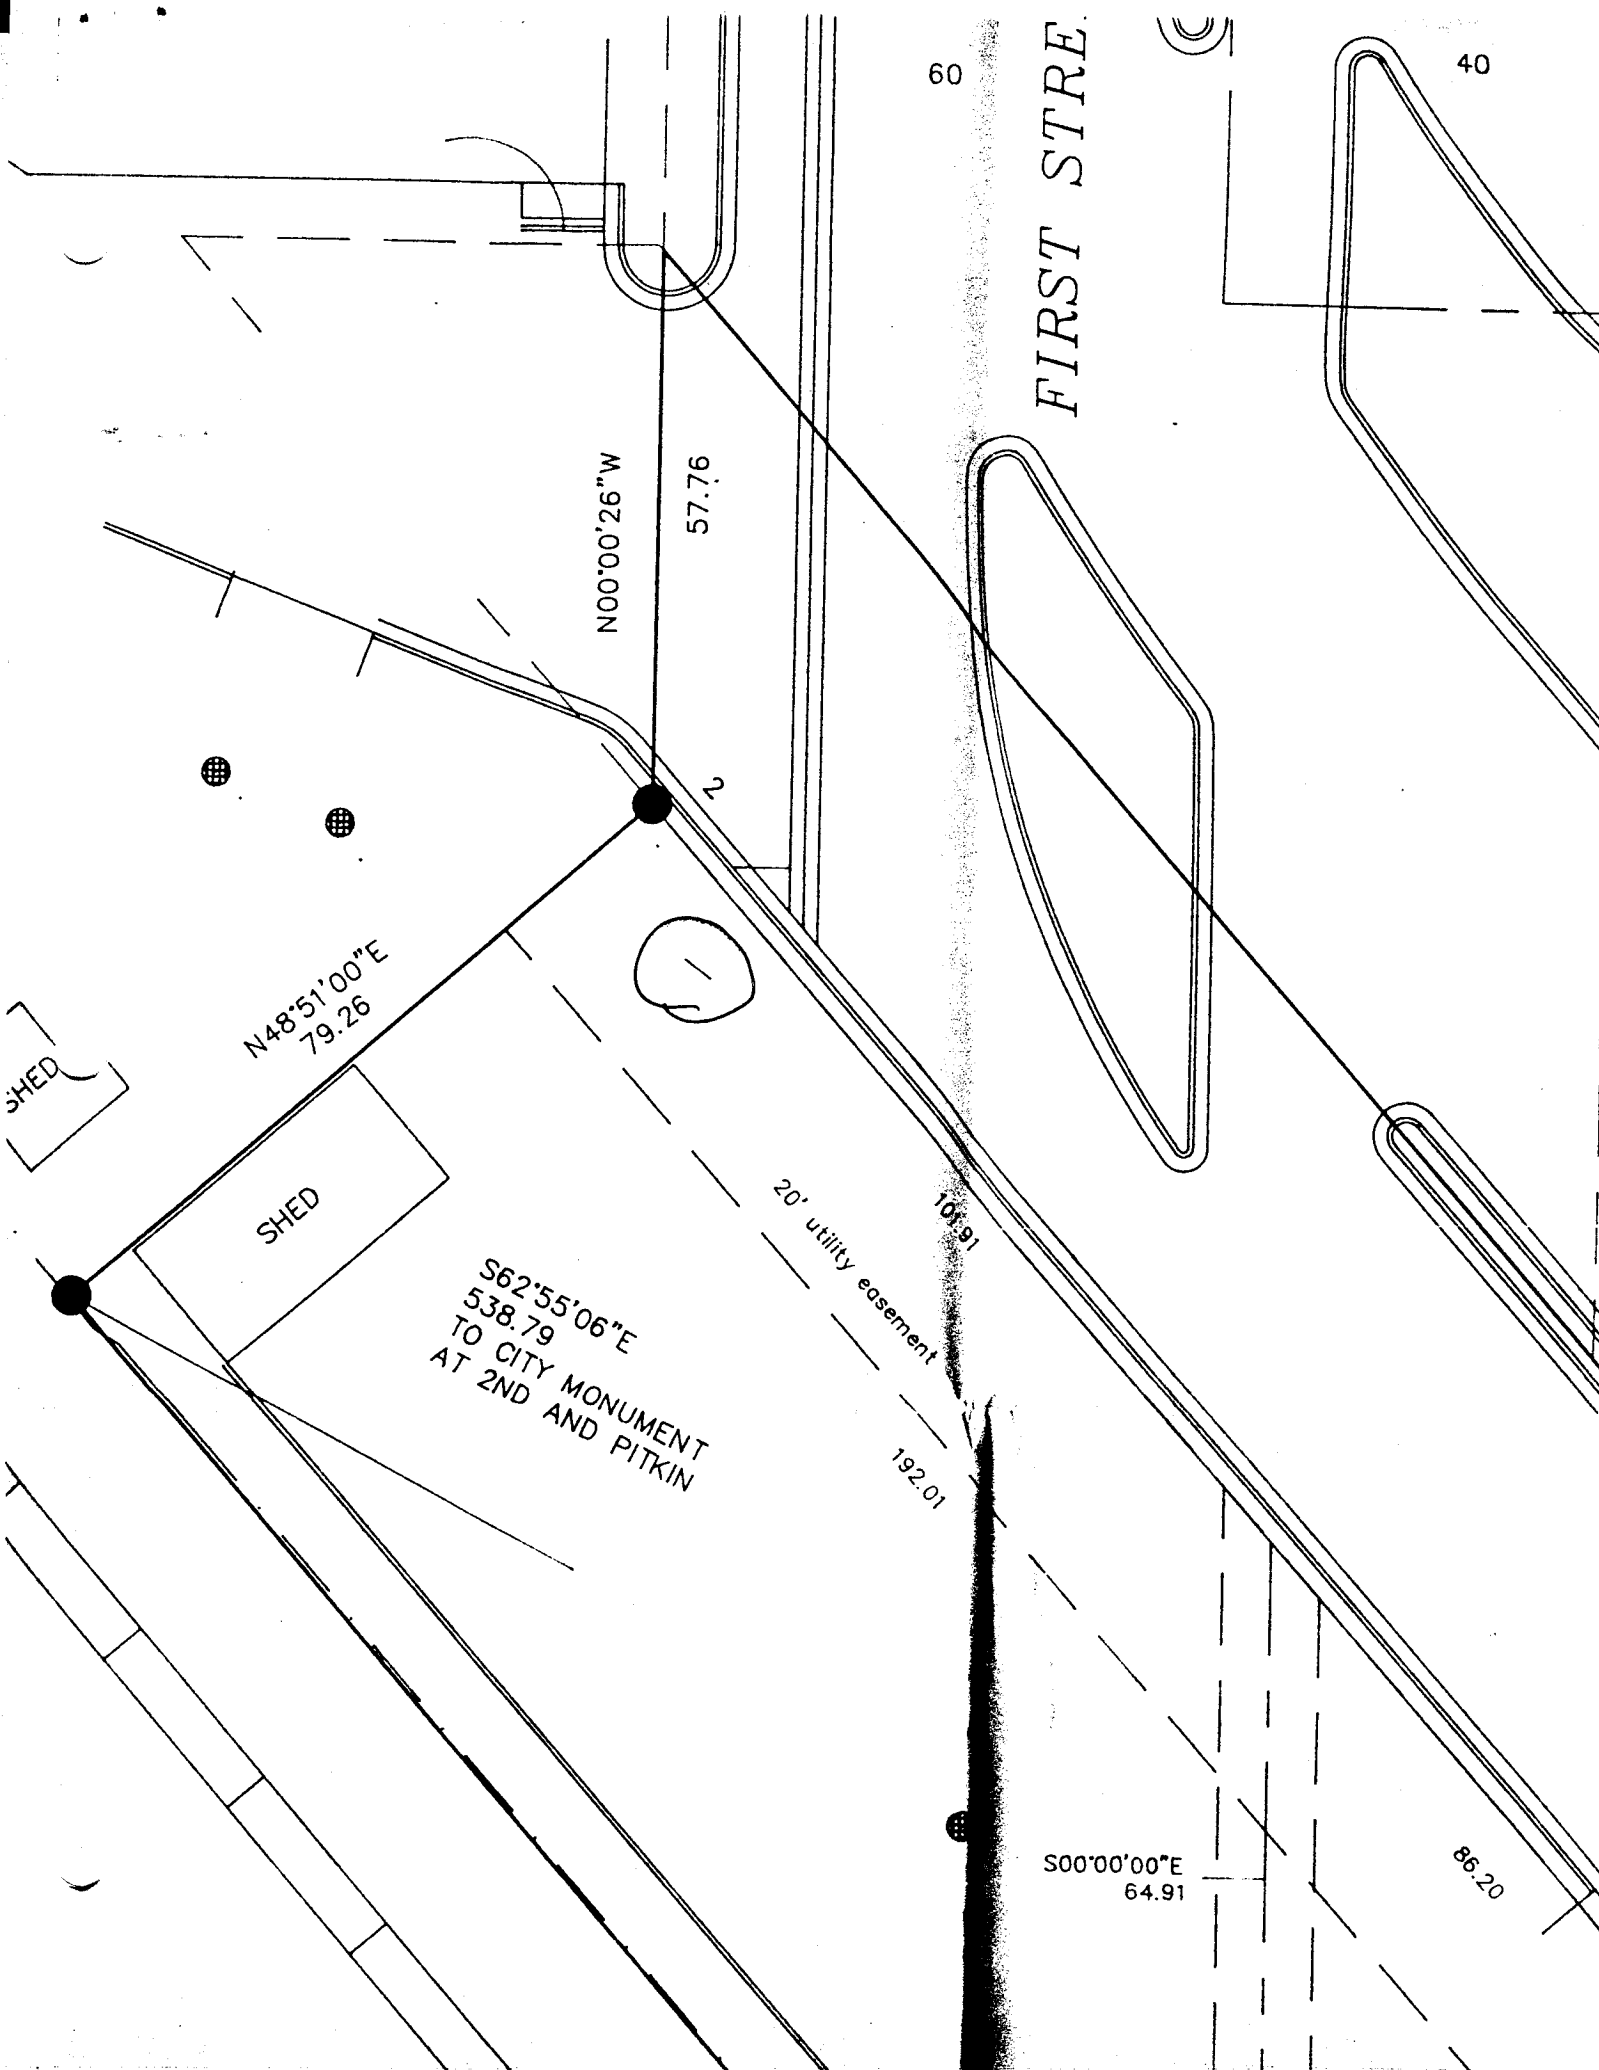 60
40
FIRST STRE
N00°00'26"W
57.76
2
N48°51'00"E
79.26
SHED
SHED
S62°55'06"E
538.79
TO CITY MONUMENT
AT 2ND AND PITKIN
20' utility easement
101.91
192.01
S00°00'00"E
64.91
86.20